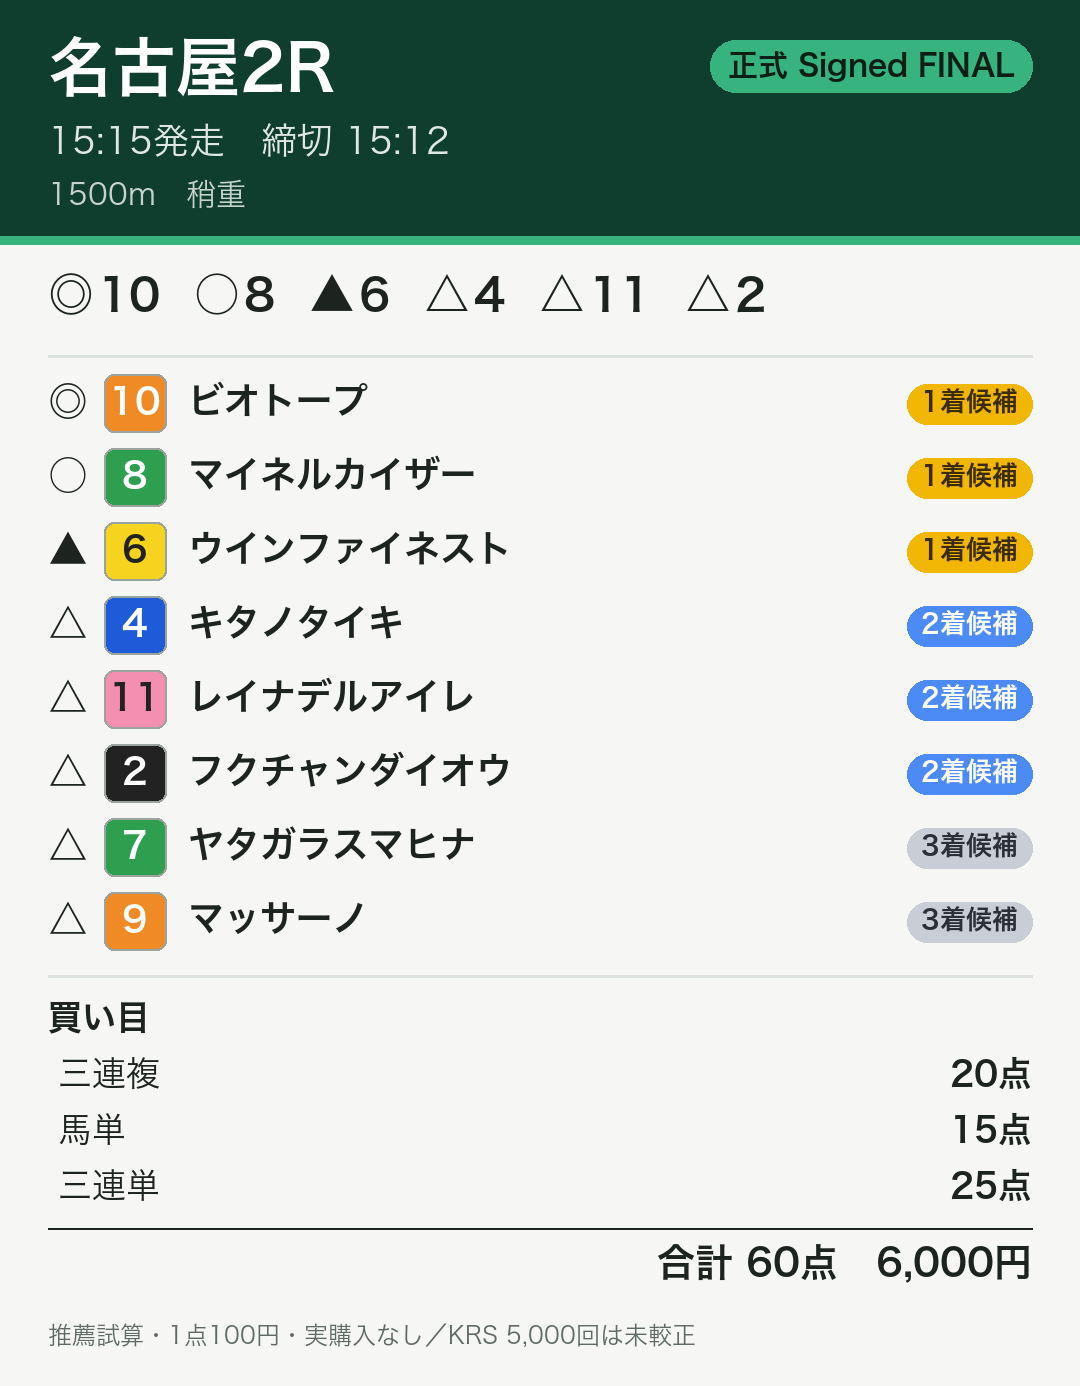 名古屋2R
正式 Signed FINAL
15:15発走　締切 15:12
1500m　稍重
◎10 ○8 ▲6 △4 △11 △2
◎ 10 ビオトープ 1着候補
○ 8 マイネルカイザー 1着候補
▲ 6 ウインファイネスト 1着候補
△ 4 キタノタイキ 2着候補
△ 11 レイナデルアイレ 2着候補
△ 2 フクチャンダイオウ 2着候補
△ 7 ヤタガラスマヒナ 3着候補
△ 9 マッサーノ 3着候補
買い目
三連複 20点
馬単 15点
三連単 25点
合計 60点　6,000円
推薦試算・1点100円・実購入なし／KRS 5,000回は未較正